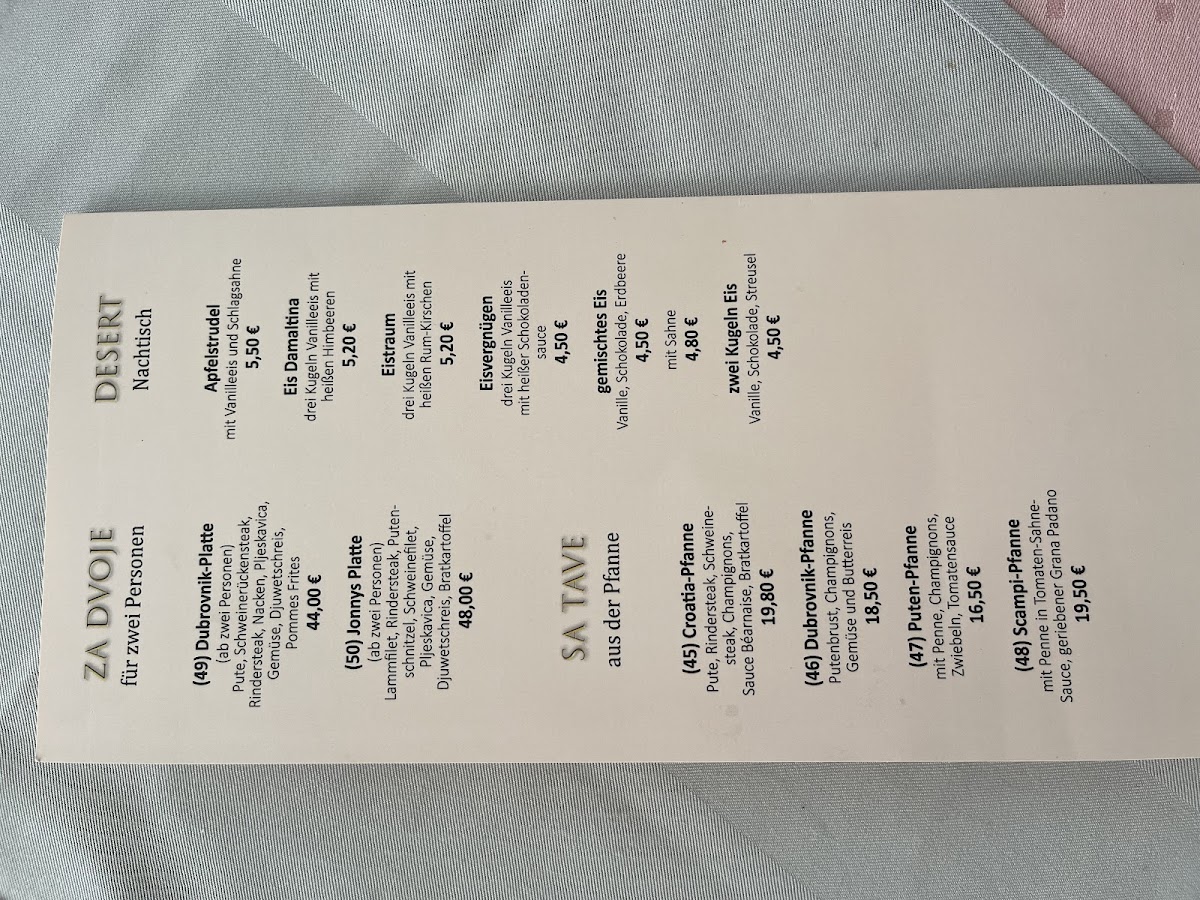 ZA DVOJE
für zwei Personen
(49) Dubrovnik-Platte
(ab zwei Personen)
Pute, Schweinerückensteak,
Rindersteak, Nacken, Pljeskavica,
Gemüse, Djuwetschreis,
Pommes Frites
44,00 €
(50) Jonnys Platte
(ab zwei Personen)
Lammfilet, Rindersteak, Puten-
schnitzel, Schweinefilet,
Pljeskavica, Gemüse,
Djuwetschreis, Bratkartoffel
48,00 €
SA TAVE
aus der Pfanne
(45) Croatia-Pfanne
Pute, Rindersteak, Schweine-
steak, Champignons,
Sauce Béarnaise, Bratkartoffel
19,80 €
(46) Dubrovnik-Pfanne
Putenbrust, Champignons,
Gemüse und Butterreis
18,50 €
(47) Puten-Pfanne
mit Penne, Champignons,
Zwiebeln, Tomatensauce
16,50 €
(48) Scampi-Pfanne
mit Penne in Tomaten-Sahne-
Sauce, geriebener Grana Padano
19,50 €
DESERT
Nachtisch
Apfelstrudel
mit Vanilleeis und Schlagsahne
5,50 €
Eis Damaltina
drei Kugeln Vanilleeis mit
heißen Himbeeren
5,20 €
Eistraum
drei Kugeln Vanilleeis mit
heißen Rum-Kirschen
5,20 €
Eisvergnügen
drei Kugeln Vanilleeis
mit heißer Schokoladen-
sauce
4,50 €
gemischtes Eis
Vanille, Schokolade, Erdbeere
4,50 €
mit Sahne
4,80 €
zwei Kugeln Eis
Vanille, Schokolade, Streusel
4,50 €